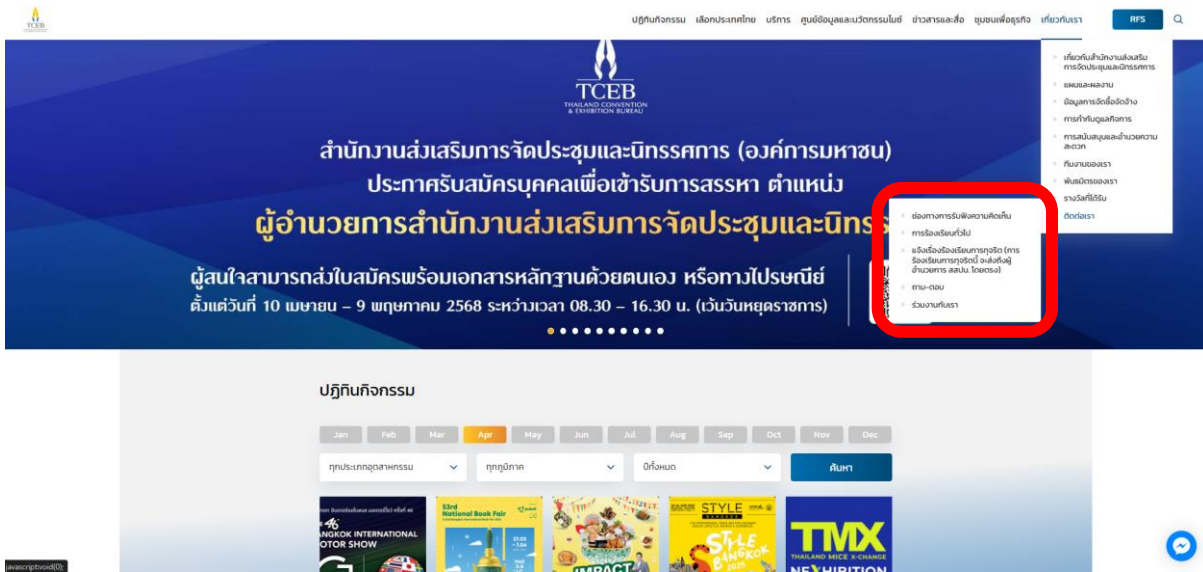 TCEB
ปฏิทินกิจกรรม เลือกประเทศไทย บริการ ศูนย์ข้อมูลและนวัตกรรมไมซ์ ข่าวสารและสื่อ ชุมชนเพื่อธุรกิจ เกี่ยวกับเรา RFS
เกี่ยวกับสำนักงานส่งเสริม
การจัดประชุมและนิทรรศการ
แผนและผลงาน
ข้อมูลการจัดซื้อจัดจ้าง
การกำกับดูแลกิจการ
การสนับสนุนและอำนวยความ
สะดวก
ทีมงานของเรา
พันธมิตรของเรา
รางวัลที่ได้รับ
ติดต่อเรา
TCEB
THAILAND CONVENTION
& EXHIBITION BUREAU
สำนักงานส่งเสริมการจัดประชุมและนิทรรศการ (องค์การมหาชน)
ประกาศรับสมัครบุคคลเพื่อเข้ารับการสรรหา ตำแหน่ง
ผู้อำนวยการสำนักงานส่งเสริมการจัดประชุมและนิทร
ผู้สนใจสามารถส่งใบสมัครพร้อมเอกสารหลักฐานด้วยตนเอง หรือทางไปรษณีย์
ตั้งแต่วันที่ 10 เมษายน – 9 พฤษภาคม 2568 ระหว่างเวลา 08.30 – 16.30 น. (เว้นวันหยุดราชการ)
ช่องทางการรับฟังความคิดเห็น
การร้องเรียนทั่วไป
แจ้งเรื่องร้องเรียนการทุจริต (การ
ร้องเรียนการทุจริตนี้ จะส่งถึงผู้
อำนวยการ สสปน. โดยตรง)
ถาม-ตอบ
ร่วมงานกับเรา
ปฏิทินกิจกรรม
Jan Feb Mar Apr May Jun Jul Aug Sep Oct Nov Dec
ทุกประเภทอุตสาหกรรม ทุกภูมิภาค ปีทั้งหมด ค้นหา
46
BANGKOK INTERNATIONAL
MOTOR SHOW
53rd
National Book Fair
IMPACT
STYLE
STYLE
BANGKOK
2025
TMX
THAILAND MICE X-CHANGE
NEXHIBITION
javascript:void(0);